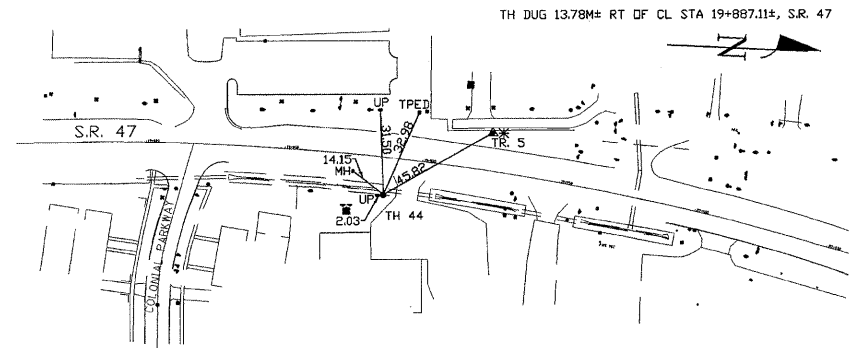 TH DUG 13.78M± RT OF CL STA 19+887.11±, S.R. 47
N
UP TPED
S.R. 47
31.50
32.98
TR. 5
14.15
MH
45.82
UP
2.03
TH 44
COLONIAL PARKWAY